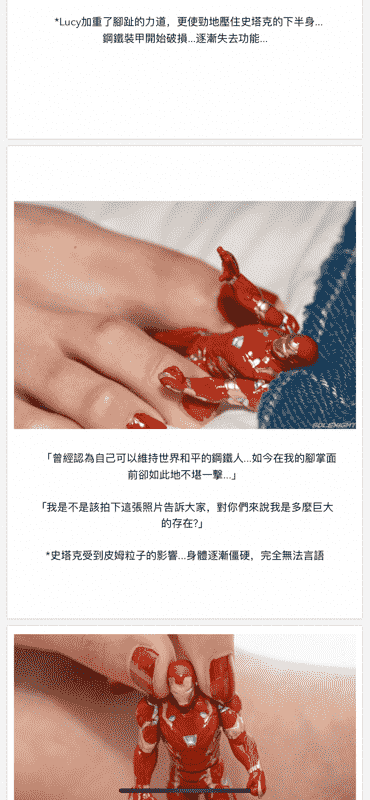 *Lucy加重了腳趾的力道，更使勁地壓住史塔克的下半身...
鋼鐵裝甲開始破損...逐漸失去功能...
SOLEXIGHT
「曾經認為自己可以維持世界和平的鋼鐵人...如今在我的腳掌面
前卻如此地不堪一擊...」
「我是不是該拍下這張照片告訴大家，對你們來說我是多麼巨大
的存在?」
*史塔克受到皮姆粒子的影響...身體逐漸僵硬，完全無法言語